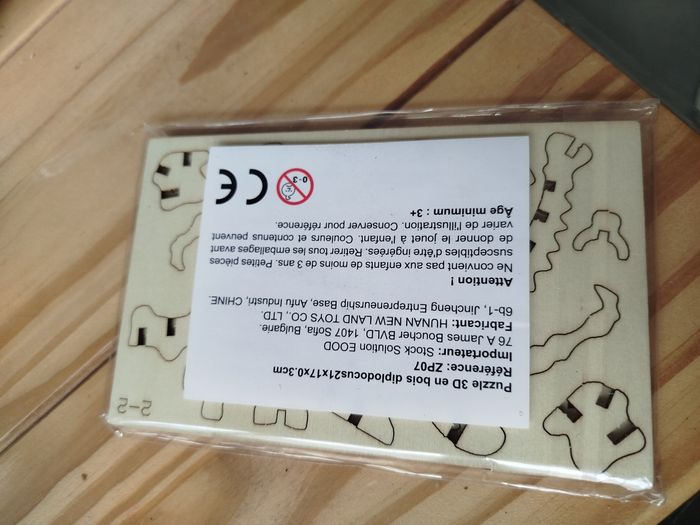 Puzzle 3D en bois diplodocus21x17x0.3cm
Référence: ZP07
Importateur: Stock Solution EOOD
76 A James Boucher BVLD, 1407 Sofia, Bulgarie.
Fabricant: HUNAN NEW LAND TOYS CO., LTD.
6b-1, 1, Jincheng Entrepreneurship Base, Anfu Industri, CHINE.
Attention !
Ne convient pas aux enfants de moins de 3 ans. Petites pièces
susceptibles d'être ingérées. Retirer tous les emballages avant
de donner le jouet à l'enfant. Couleurs et contenus peuvent
varier de l'illustration. Conserver pour référence.
Âge minimum : 3+
0-3
CE
2-2